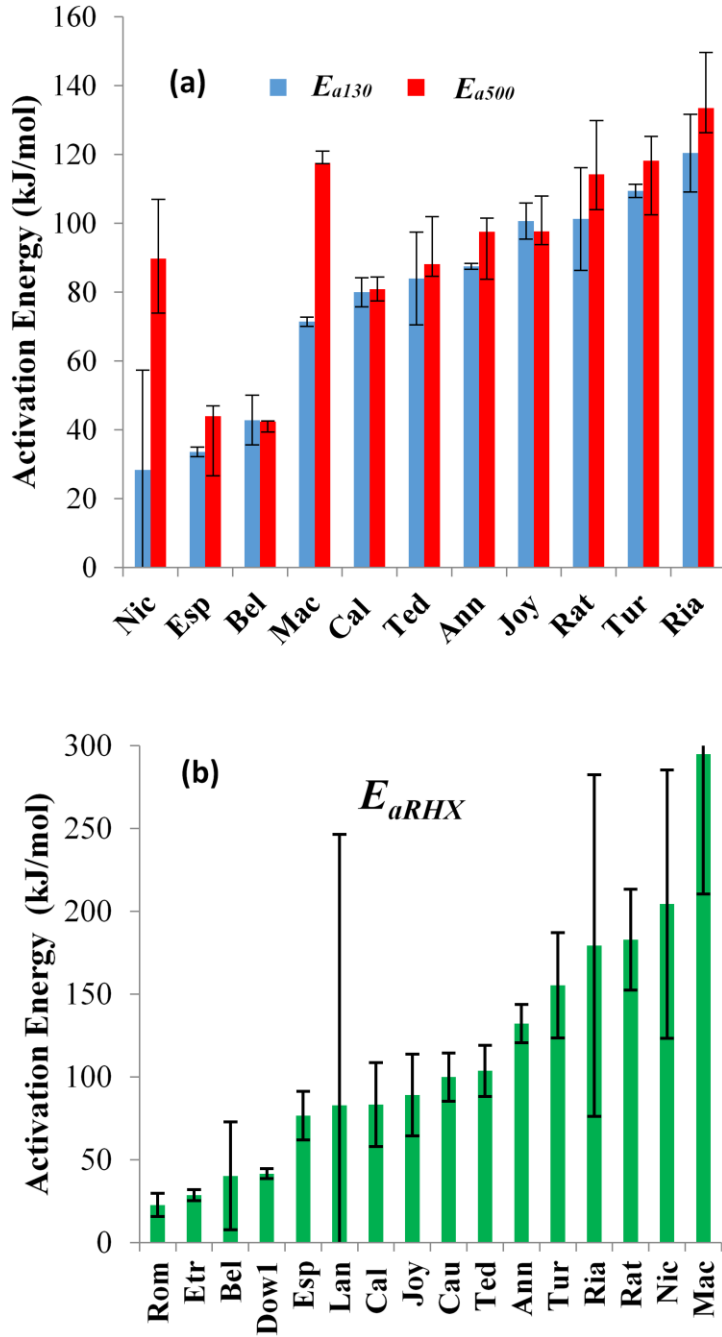 160
(a) Ea130 Ea500
140
120
100
80
60
40
20
0
Activation Energy (kJ/mol)
Nic Esp Bel Mac Cal Ted Ann Joy Rat Tur Ria
300
(b) EaRHX
250
200
150
100
50
0
Activation Energy (kJ/mol)
Rom Etr Bel Dow1 Esp Lan Cal Joy Cau Ted Ann Tur Ria Rat Nic Mac